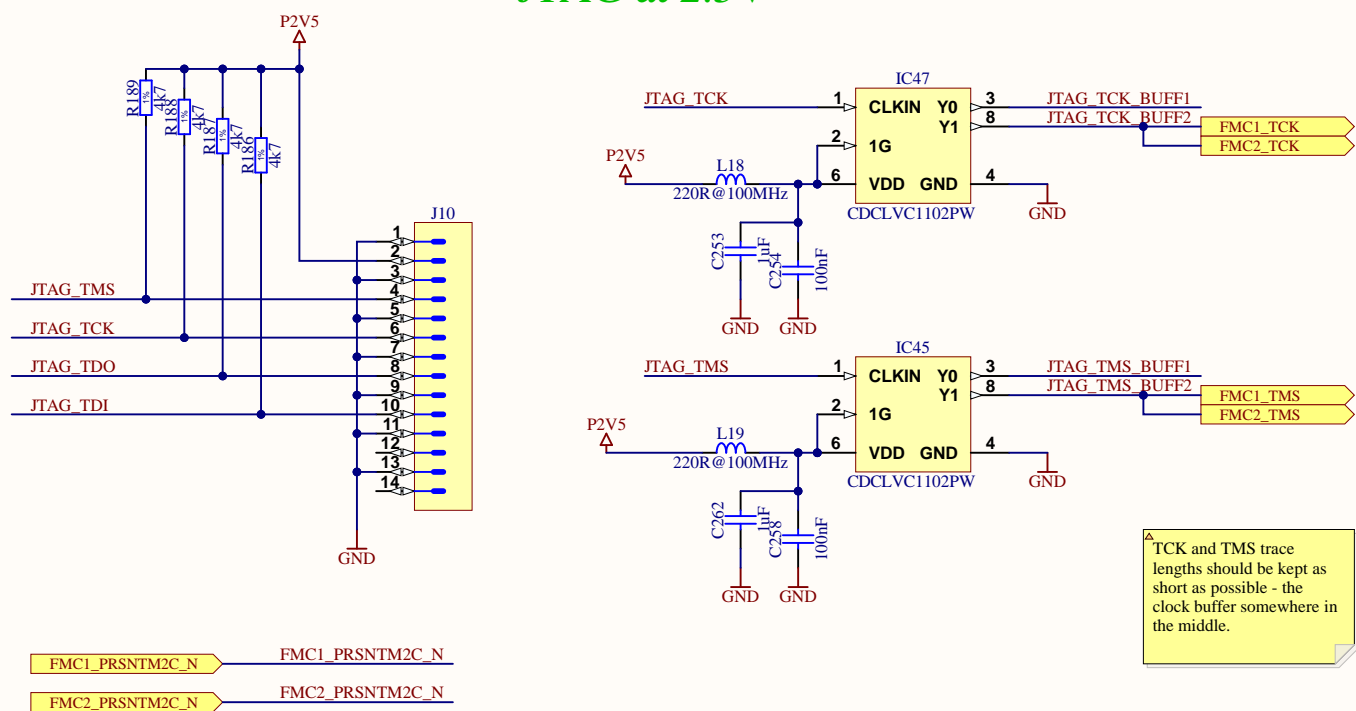 JTAG at 2.5V
P2V5
R189
1%
4k7
R188
1%
4k7
R187
1%
4k7
R186
1%
4k7
J10
1
2
3
4
5
6
7
8
9
10
11
12
13
14
JTAG_TMS
JTAG_TCK
JTAG_TDO
JTAG_TDI
GND
FMC1_PRSNTM2C_N
FMC1_PRSNTM2C_N
FMC2_PRSNTM2C_N
FMC2_PRSNTM2C_N
IC47
JTAG_TCK
1
CLKIN
Y0
3
JTAG_TCK_BUFF1
Y1
8
JTAG_TCK_BUFF2
FMC1_TCK
FMC2_TCK
2
1G
P2V5
L18
220R@100MHz
6
VDD
GND
4
GND
CDCLVC1102PW
C253
1uF
C254
100nF
GND
GND
IC45
JTAG_TMS
1
CLKIN
Y0
3
JTAG_TMS_BUFF1
Y1
8
JTAG_TMS_BUFF2
FMC1_TMS
FMC2_TMS
2
1G
P2V5
L19
220R@100MHz
6
VDD
GND
4
GND
CDCLVC1102PW
C262
1uF
C258
100nF
GND
GND
TCK and TMS trace
lengths should be kept as
short as possible - the
clock buffer somewhere in
the middle.